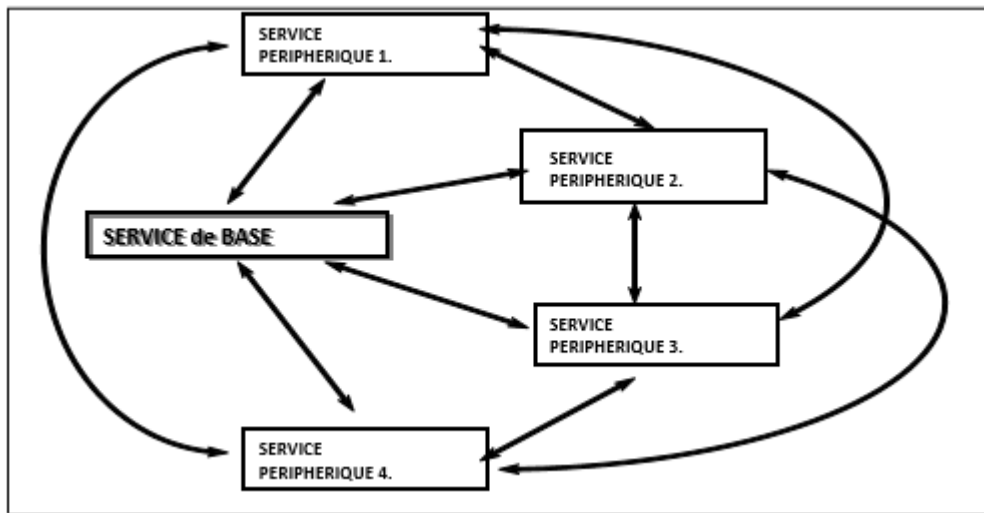 SERVICE
PERIPHERIQUE 1.
SERVICE
PERIPHERIQUE 2.
SERVICE de BASE
SERVICE
PERIPHERIQUE 3.
SERVICE
PERIPHERIQUE 4.